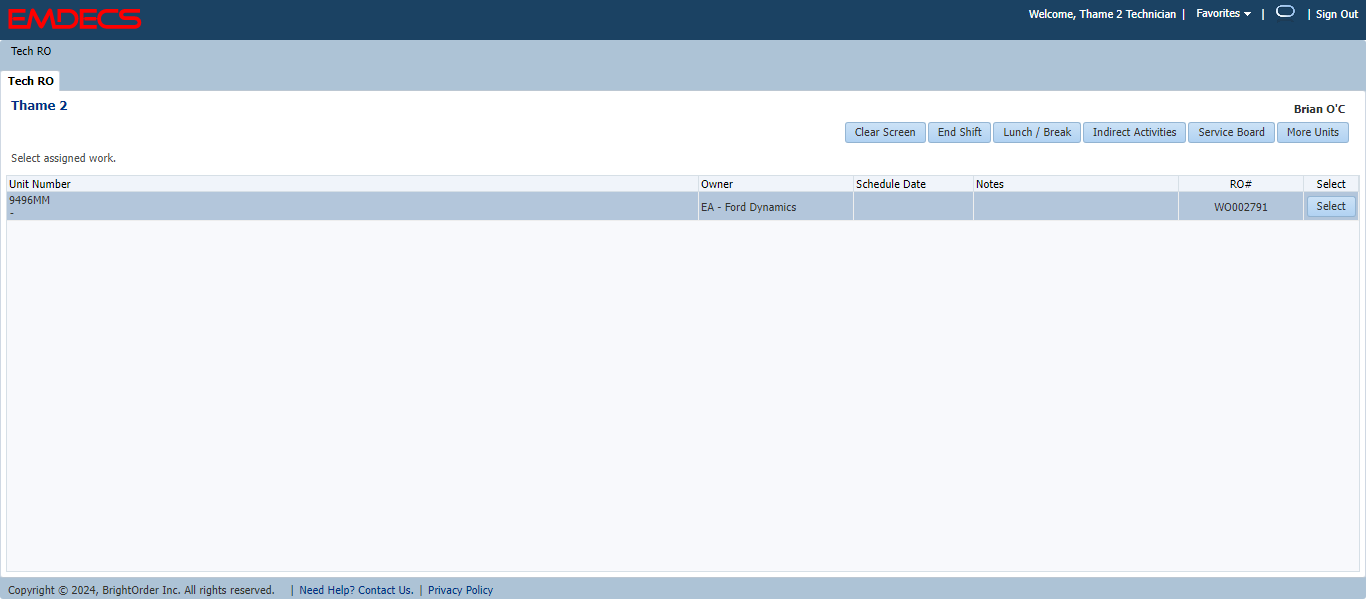 EMDECS
Welcome, Thame 2 Technician | Favorites | | Sign Out
Tech RO
Tech RO
Thame 2
Brian O'C
Clear Screen End Shift Lunch / Break Indirect Activities Service Board More Units
Select assigned work.
Unit Number Owner Schedule Date Notes RO# Select
9496MM
- EA - Ford Dynamics WO002791 Select
Copyright © 2024, BrightOrder Inc. All rights reserved. | Need Help? Contact Us. | Privacy Policy